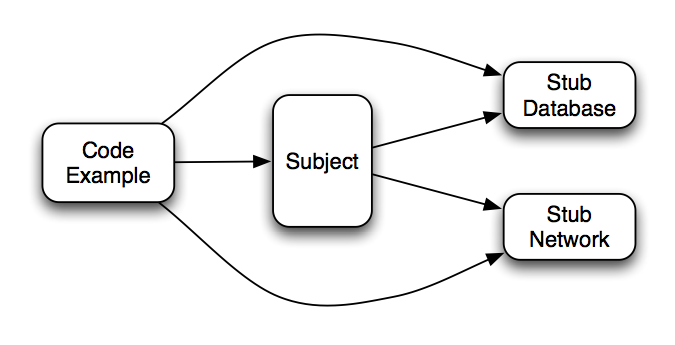 Code
Example
Subject
Stub
Database
Stub
Network